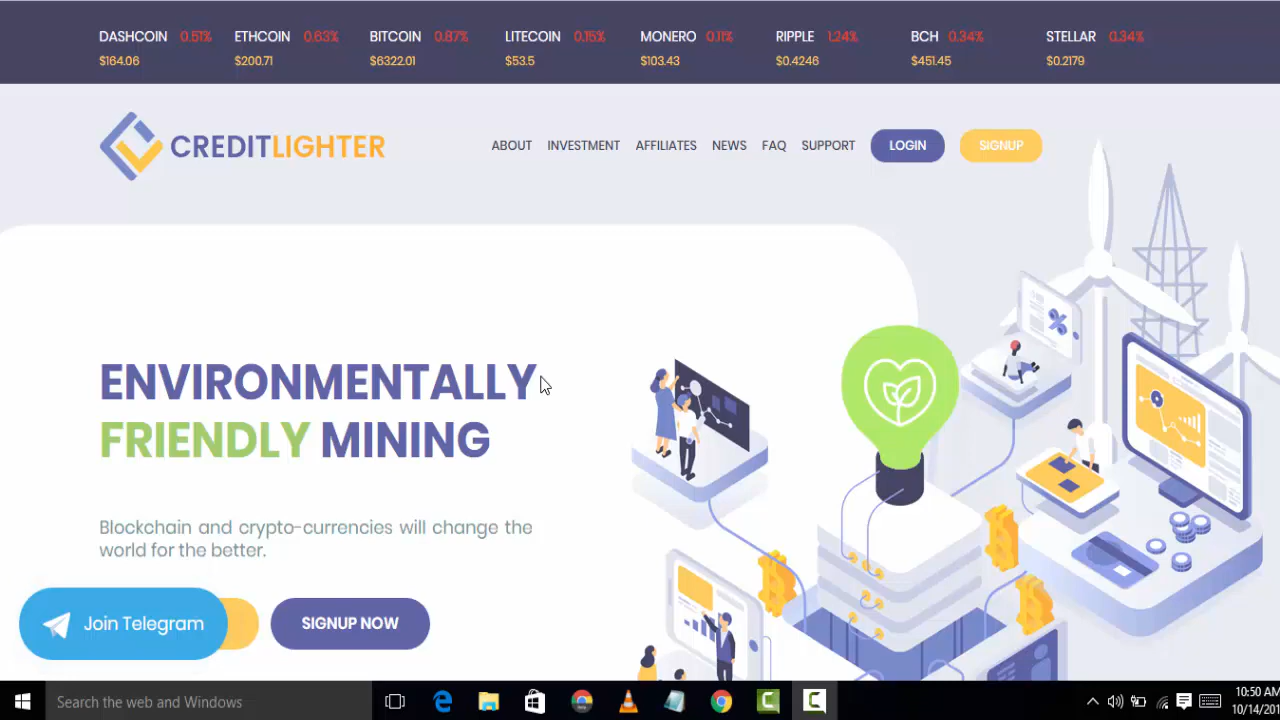 DASHCOIN 0.51% ETHCOIN 0.63% BITCOIN 0.87% LITECOIN 0.15% MONERO 0.11% RIPPLE 1.24% BCH 0.34% STELLAR 0.34%
$164.06 $200.71 $6322.01 $53.5 $103.43 $0.4246 $451.45 $0.2179
CREDITLIGHTER ABOUT INVESTMENT AFFILIATES NEWS FAQ SUPPORT LOGIN SIGNUP
ENVIRONMENTALLY
FRIENDLY MINING
Blockchain and crypto-currencies will change the
world for the better.
Join Telegram SIGNUP NOW
Search the web and Windows
10:50 AM
10/14/201